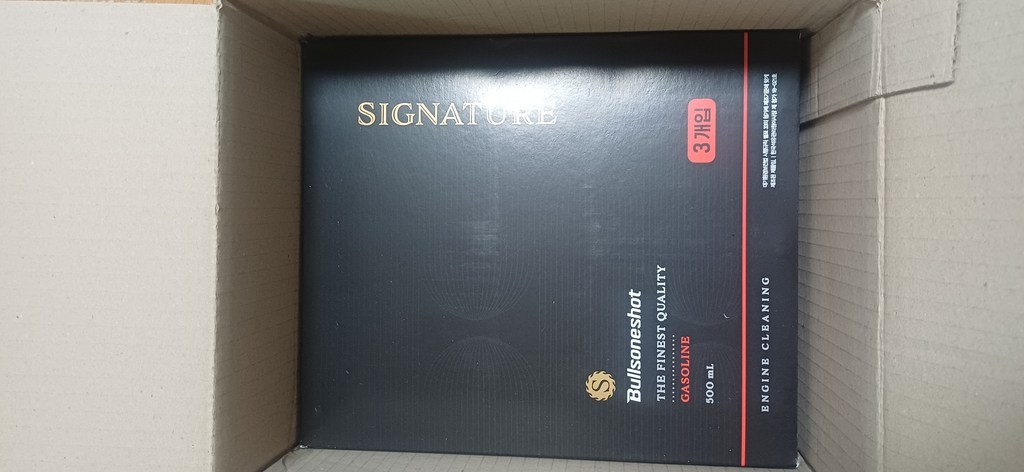 SIGNATURE
3개입
Bullsoneshot
THE FINEST QUALITY
GASOLINE
500 mL
ENGINE CLEANING